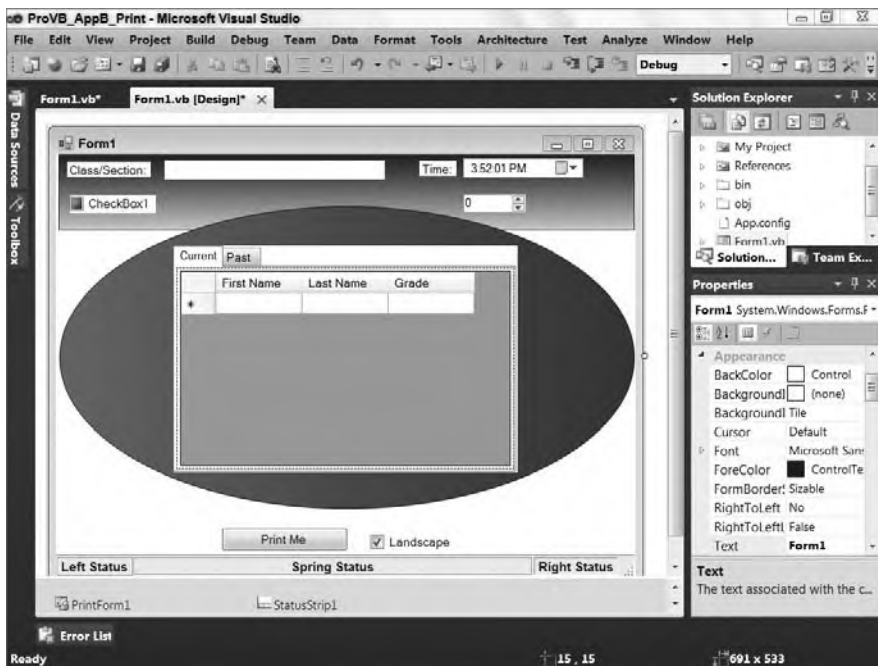 ProVB_AppB_Print - Microsoft Visual Studio
File Edit View Project Build Debug Team Data Format Tools Architecture Test Analyze Window Help
Debug
Data Sources
Toolbox
Form1.vb*
Form1.vb [Design]*
Form1
Class/Section:
Time:
3:52:01 PM
CheckBox1
0
Current
Past
First Name
Last Name
Grade
Print Me
Landscape
Left Status
Spring Status
Right Status
PrintForm1
StatusStrip1
Solution Explorer
My Project
References
bin
obj
App.config
Form1.vb
Solution...
Team Ex...
Properties
Form1 System.Windows.Forms.F
Appearance
BackColor Control
BackgroundI (none)
BackgroundI Tile
Cursor Default
Font Microsoft Sans
ForeColor ControlTe
FormBorderS Sizable
RightToLeft No
RightToLeftL False
Text Form1
Text
The text associated with the c...
Error List
Ready
15 , 15
691 x 533